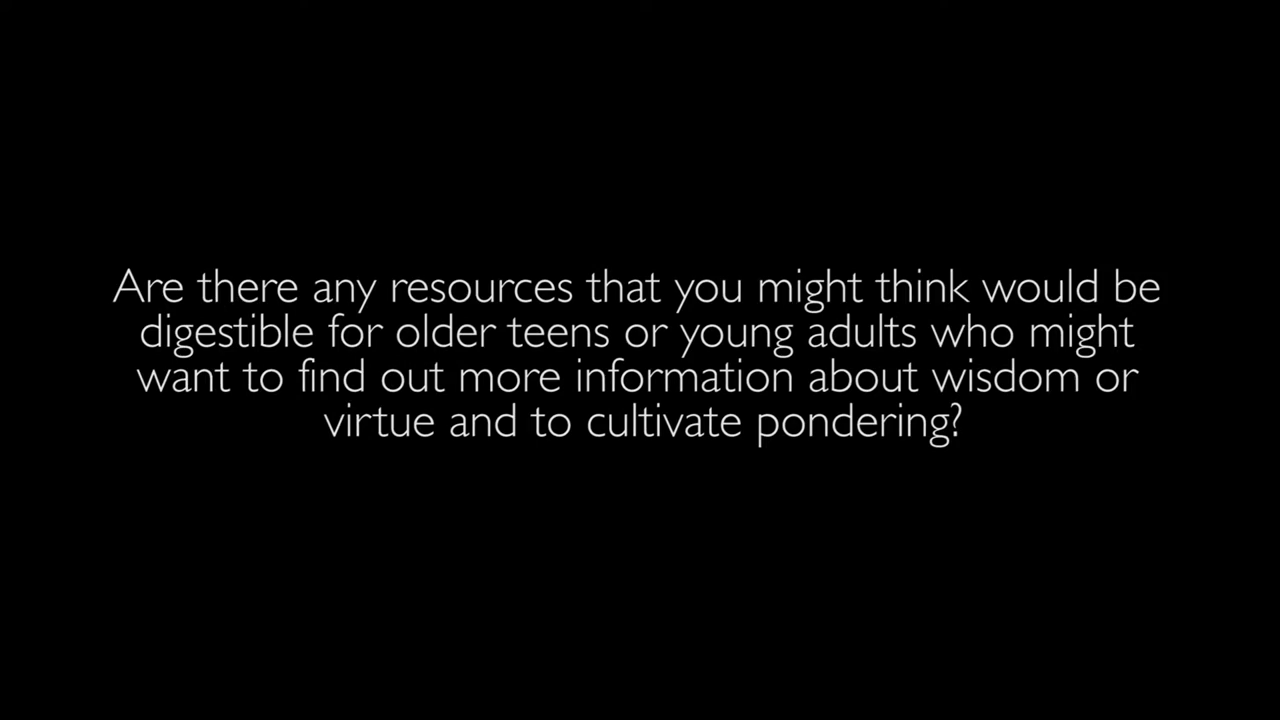 Are there any resources that you might think would be
digestible for older teens or young adults who might
want to find out more information about wisdom or
virtue and to cultivate pondering?